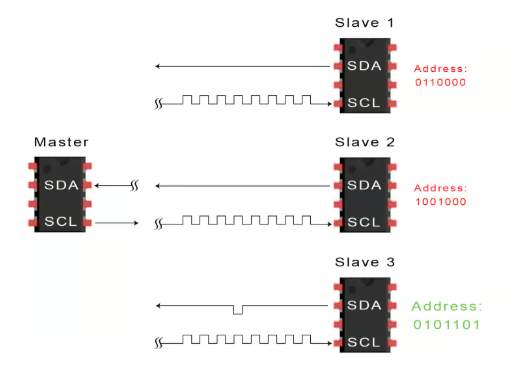 Slave 1
SDA
SCL
Address:
0110000
Master
SDA
SCL
Slave 2
SDA
SCL
Address:
1001000
Slave 3
SDA
SCL
Address:
0101101